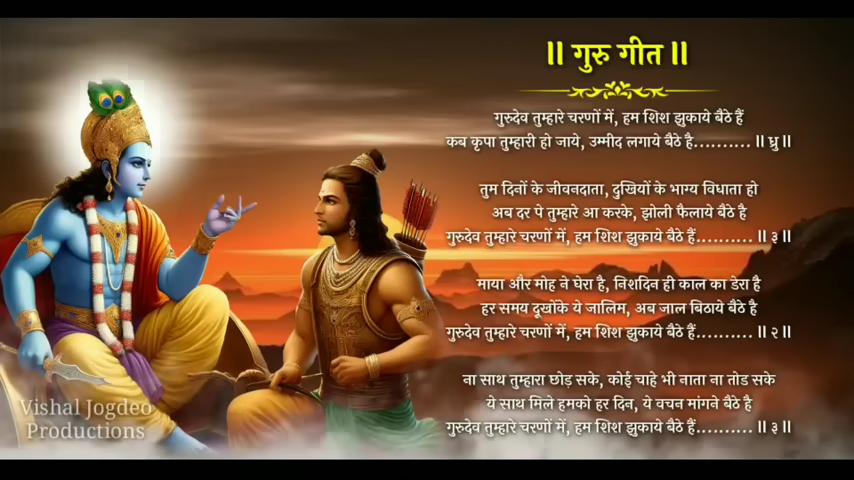 ॥ गुरु गीत ॥
गुरुदेव तुम्हारे चरणों में, हम शिश झुकाये बैठे हैं
कब कृपा तुम्हारी हो जाये, उम्मीद लगाये बैठे है.......... ॥ ध्रु ॥
तुम दिनों के जीवनदाता, दुखियों के भाग्य विधाता हो
अब दर पे तुम्हारे आ करके, झोली फैलाये बैठे है
गुरुदेव तुम्हारे चरणों में, हम शिश झुकाये बैठे हैं.......... ॥ ३ ॥
माया और मोह ने घेरा है, निशदिन ही काल का डेरा है
हर समय दूखोंके ये जालिम, अब जाल बिठाये बैठे है
गुरुदेव तुम्हारे चरणों में, हम शिश झुकाये बैठे हैं.......... ॥ २ ॥
ना साथ तुम्हारा छोड़ सके, कोई चाहे भी नाता ना तोड सके
ये साथ मिले हमको हर दिन, ये वचन मांगने बैठे है
गुरुदेव तुम्हारे चरणों में, हम शिश झुकाये बैठे हैं.......... ॥ ३ ॥
Vishal Jogdeo
Productions